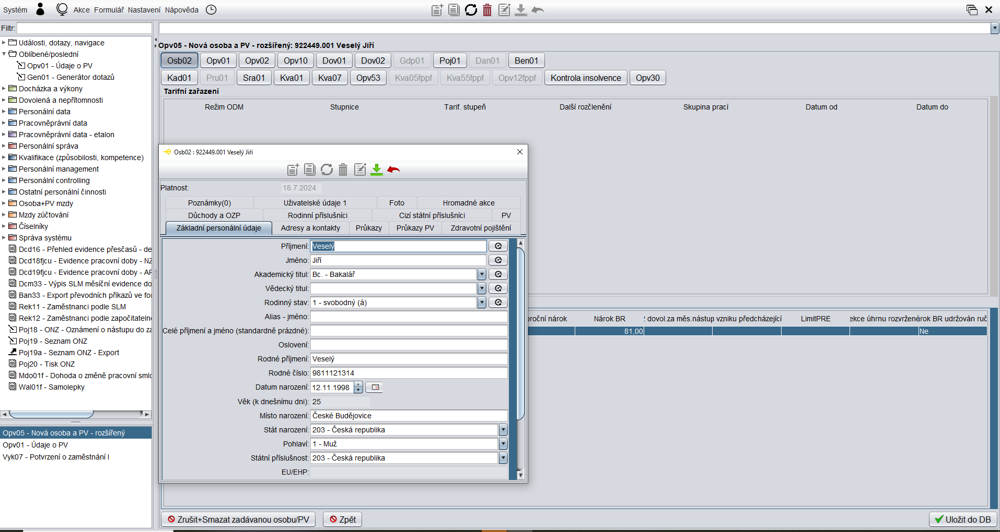 Systém Akce Formulář Nastavení Nápověda
Filtr:
Události, dotazy, navigace
Oblíbené/poslední
Opv01 - Údaje o PV
Gen01 - Generátor dotazů
Docházka a výkony
Dovolená a nepřítomnosti
Personální data
Pracovněprávní data
Pracovněprávní data - etalon
Personální správa
Kvalifikace (způsobilosti, kompetence)
Personální management
Personální controlling
Ostatní personální činnosti
Osoba+PV mzdy
Mzdy zúčtování
Číselníky
Správa systému
Dcd16 - Přehled evidence přesčasů - de
Dcd18fjcu - Evidence pracovní doby - NZ
Dcd19fjcu - Evidence pracovní doby - AF
Dcm33 - Výpis SLM měsíční evidence do
Ban33 - Export převodních příkazů ve for
Rek11 - Zaměstnanci podle SLM
Rek12 - Zaměstnanci podle započitateln
Poj18 - ONZ - Oznámení o nástupu do za
Poj19 - Seznam ONZ
Poj19a - Seznam ONZ - Export
Poj20 - Tisk ONZ
Mdo01f - Dohoda o změně pracovní smlo
Wal01f - Samolepky
Opv05 - Nová osoba a PV - rozšířený
Opv01 - Údaje o PV
Vyk07 - Potvrzení o zaměstnání I
Opv05 - Nová osoba a PV - rozšířený: 922449.001 Veselý Jiří
Osb02 Opv01 Opv02 Opv10 Dov01 Dov02 Gdp01 Poj01 Dan01 Ben01
Kad01 Pru01 Sra01 Kva01 Kva07 Opv53 Kva05fppf Kva55fppf Opv12fppf Kontrola insolvence Opv30
Tarifní zařazení
Režim ODM Stupnice Tarif. stupeň Další rozčlenění Skupina prací Datum od Datum do
Osb02 : 922449.001 Veselý Jiří
Platnost: 18.7.2024
Poznámky(0) Uživatelské údaje 1 Foto Hromadné akce
Důchody a OZP Rodinní příslušníci Cizí státní příslušníci PV
Základní personální údaje Adresy a kontakty Průkazy Průkazy PV Zdravotní pojištění
Příjmení: Veselý
Jméno: Jiří
Akademický titul: Bc. - Bakalář
Vědecký titul:
Rodinný stav: 1 - svobodný (á)
Alias - jméno:
Celé příjmení a jméno (standardně prázdné):
Oslovení:
Rodné příjmení: Veselý
Rodné číslo: 9811121314
Datum narození: 12.11.1998
Věk (k dnešnímu dni): 25
Místo narození: České Budějovice
Stát narození: 203 - Česká republika
Pohlaví: 1 - Muž
Státní příslušnost: 203 - Česká republika
EU/EHP:
oroční nárok Nárok BR dovol.za měs.nástup vzniku předcházející LimitPRE ekce úhrnu rozvržen árok BR udržován ruč
81,00 Ne
Zrušit+Smazat zadávanou osobu/PV Zpět Uložit do DB